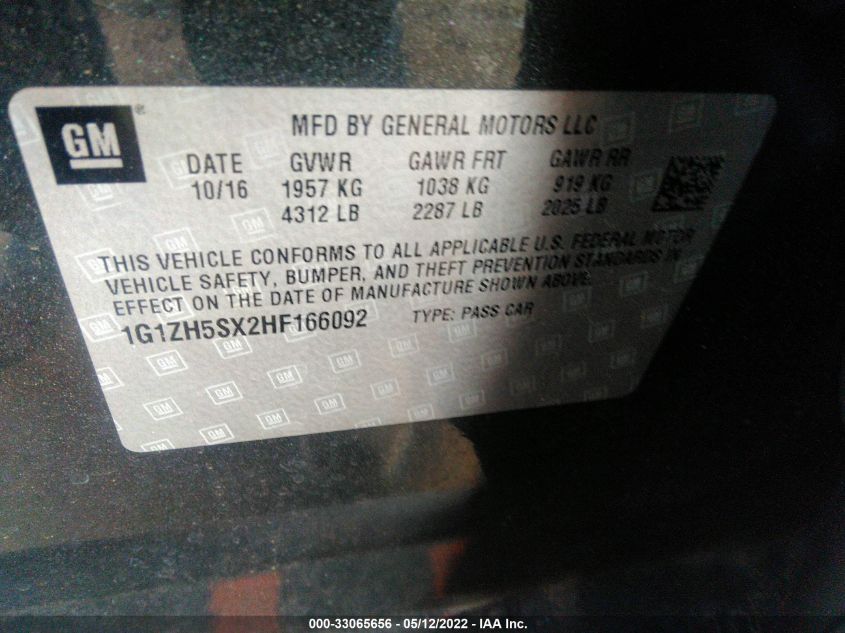 GM ®
MFD BY GENERAL MOTORS LLC
DATE GVWR GAWR FRT GAWR RR
10/16 1957 KG 1038 KG 919 KG
4312 LB 2287 LB 2025 LB
THIS VEHICLE CONFORMS TO ALL APPLICABLE U.S. FEDERAL MOTOR
VEHICLE SAFETY, BUMPER, AND THEFT PREVENTION STANDARDS IN
EFFECT ON THE DATE OF MANUFACTURE SHOWN ABOVE.
1G1ZH5SX2HF166092 TYPE: PASS CAR
000-33065656 - 05/12/2022 - IAA Inc.